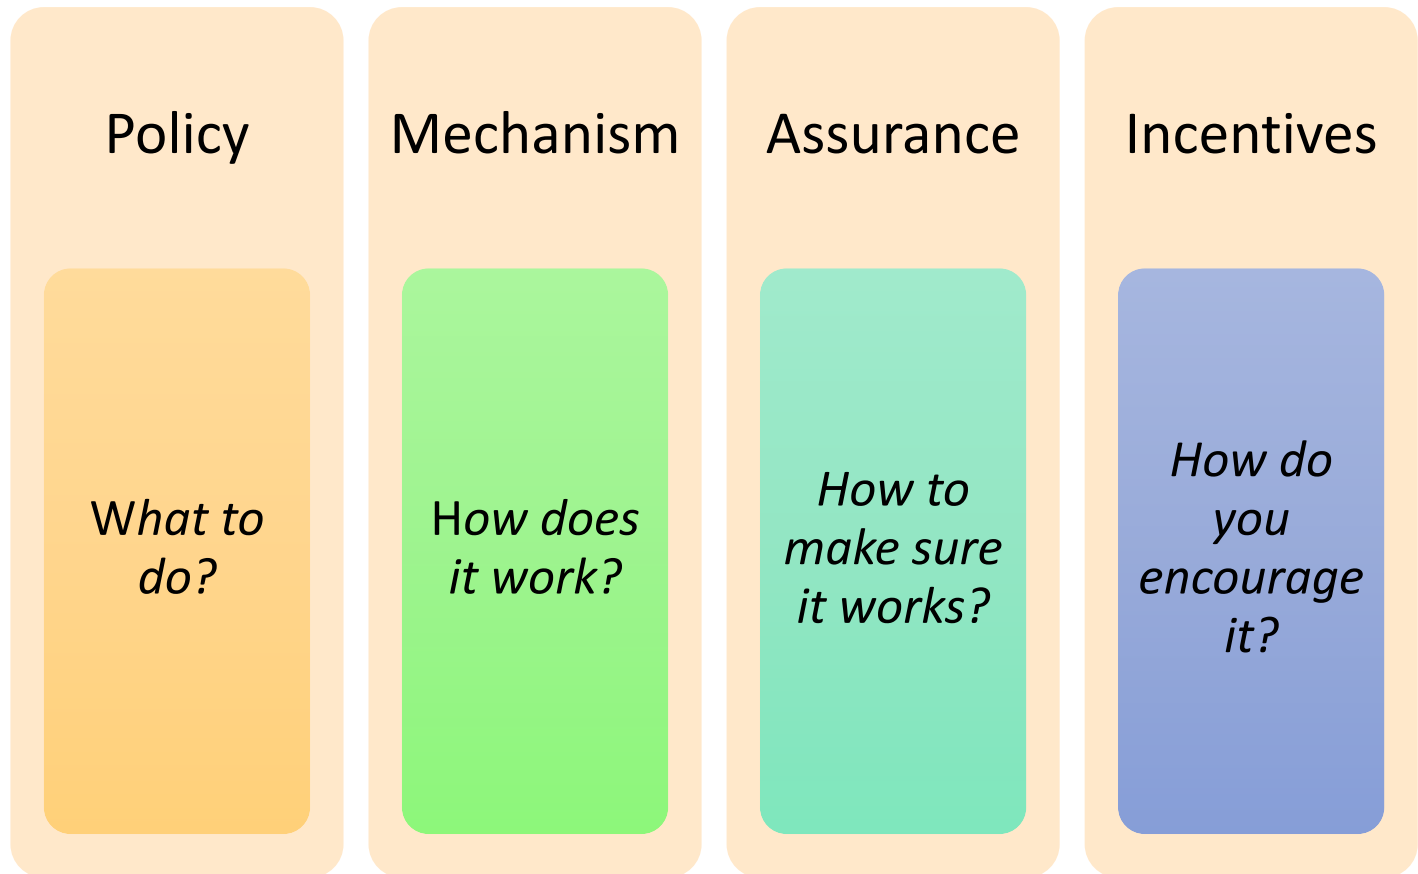 Policy
What to
do?
Mechanism
How does
it work?
Assurance
How to
make sure
it works?
Incentives
How do
you
encourage
it?